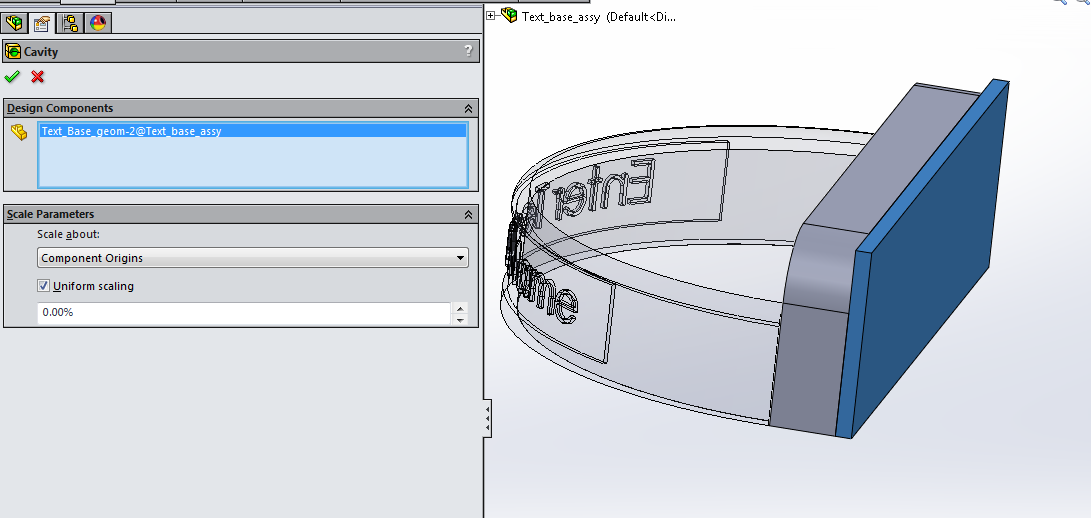 Text_base_assy (Default<Di...
Cavity
?
Design Components
Text_Base_geom-2@Text_base_assy
Scale Parameters
Scale about:
Component Origins
Uniform scaling
0.00%
Enter